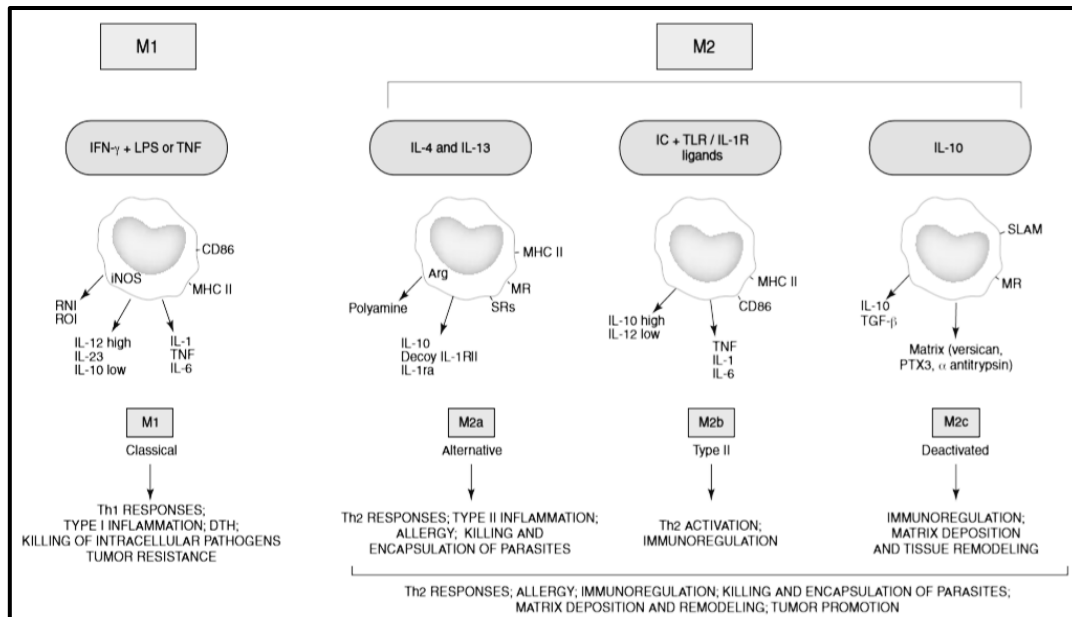 M1
M2
IFN-γ + LPS or TNF
IL-4 and IL-13
IC + TLR / IL-1R
ligands
IL-10
CD86
iNOS
MHC II
RNI
ROI
IL-12 high
IL-23
IL-10 low
IL-1
TNF
IL-6
MHC II
Arg
MR
SRs
Polyamine
IL-10
Decoy IL-1RII
IL-1ra
MHC II
CD86
IL-10 high
IL-12 low
TNF
IL-1
IL-6
SLAM
MR
IL-10
TGF-β
Matrix (versican,
PTX3, α antitrypsin)
M1
Classical
M2a
Alternative
M2b
Type II
M2c
Deactivated
Th1 RESPONSES;
TYPE I INFLAMMATION; DTH;
KILLING OF INTRACELLULAR PATHOGENS
TUMOR RESISTANCE
Th2 RESPONSES; TYPE II INFLAMMATION;
ALLERGY; KILLING AND
ENCAPSULATION OF PARASITES
Th2 ACTIVATION;
IMMUNOREGULATION
IMMUNOREGULATION;
MATRIX DEPOSITION
AND TISSUE REMODELING
Th2 RESPONSES; ALLERGY; IMMUNOREGULATION; KILLING AND ENCAPSULATION OF PARASITES;
MATRIX DEPOSITION AND REMODELING; TUMOR PROMOTION